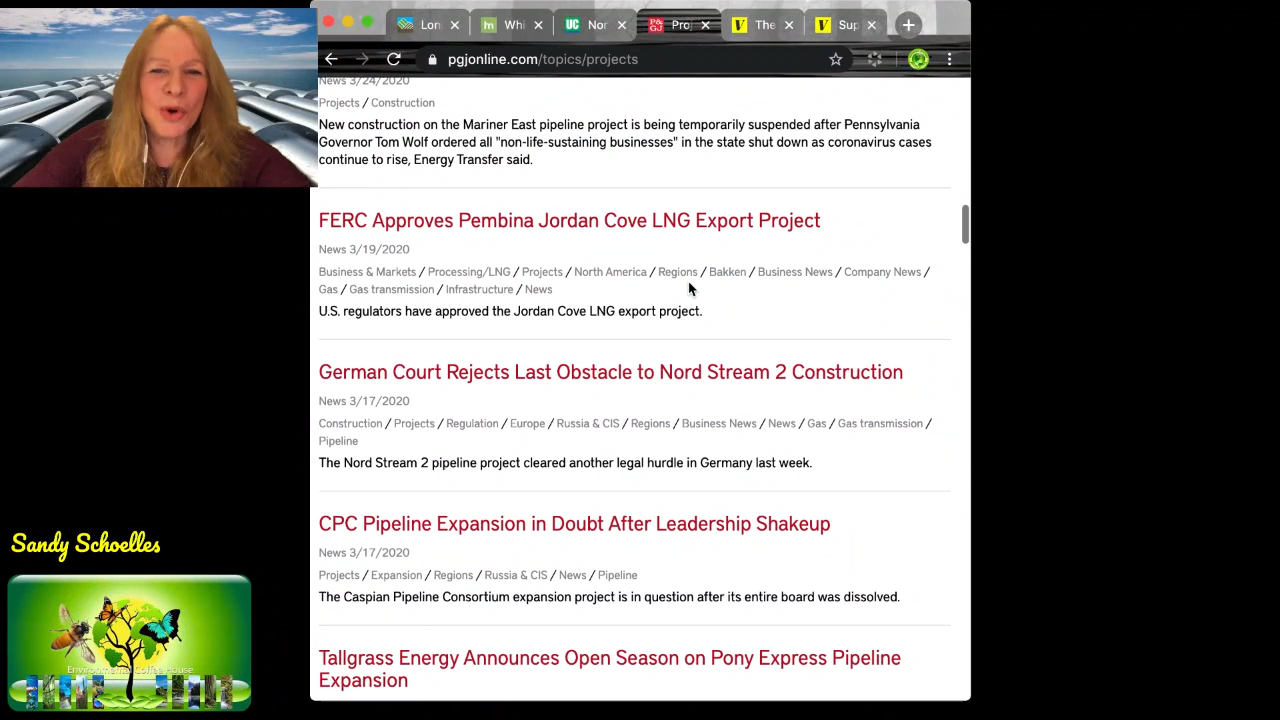 Lon
Whi
UC Nor
P&GJ Proj
The
Sup
pgjonline.com/topics/projects
News 3/24/2020
Projects / Construction
New construction on the Mariner East pipeline project is being temporarily suspended after Pennsylvania
Governor Tom Wolf ordered all "non-life-sustaining businesses" in the state shut down as coronavirus cases
continue to rise, Energy Transfer said.
FERC Approves Pembina Jordan Cove LNG Export Project
News 3/19/2020
Business & Markets / Processing/LNG / Projects / North America / Regions / Bakken / Business News / Company News /
Gas / Gas transmission / Infrastructure / News
U.S. regulators have approved the Jordan Cove LNG export project.
German Court Rejects Last Obstacle to Nord Stream 2 Construction
News 3/17/2020
Construction / Projects / Regulation / Europe / Russia & CIS / Regions / Business News / News / Gas / Gas transmission /
Pipeline
The Nord Stream 2 pipeline project cleared another legal hurdle in Germany last week.
CPC Pipeline Expansion in Doubt After Leadership Shakeup
News 3/17/2020
Projects / Expansion / Regions / Russia & CIS / News / Pipeline
The Caspian Pipeline Consortium expansion project is in question after its entire board was dissolved.
Tallgrass Energy Announces Open Season on Pony Express Pipeline
Expansion
Sandy Schoelles
Environmental Coffee House